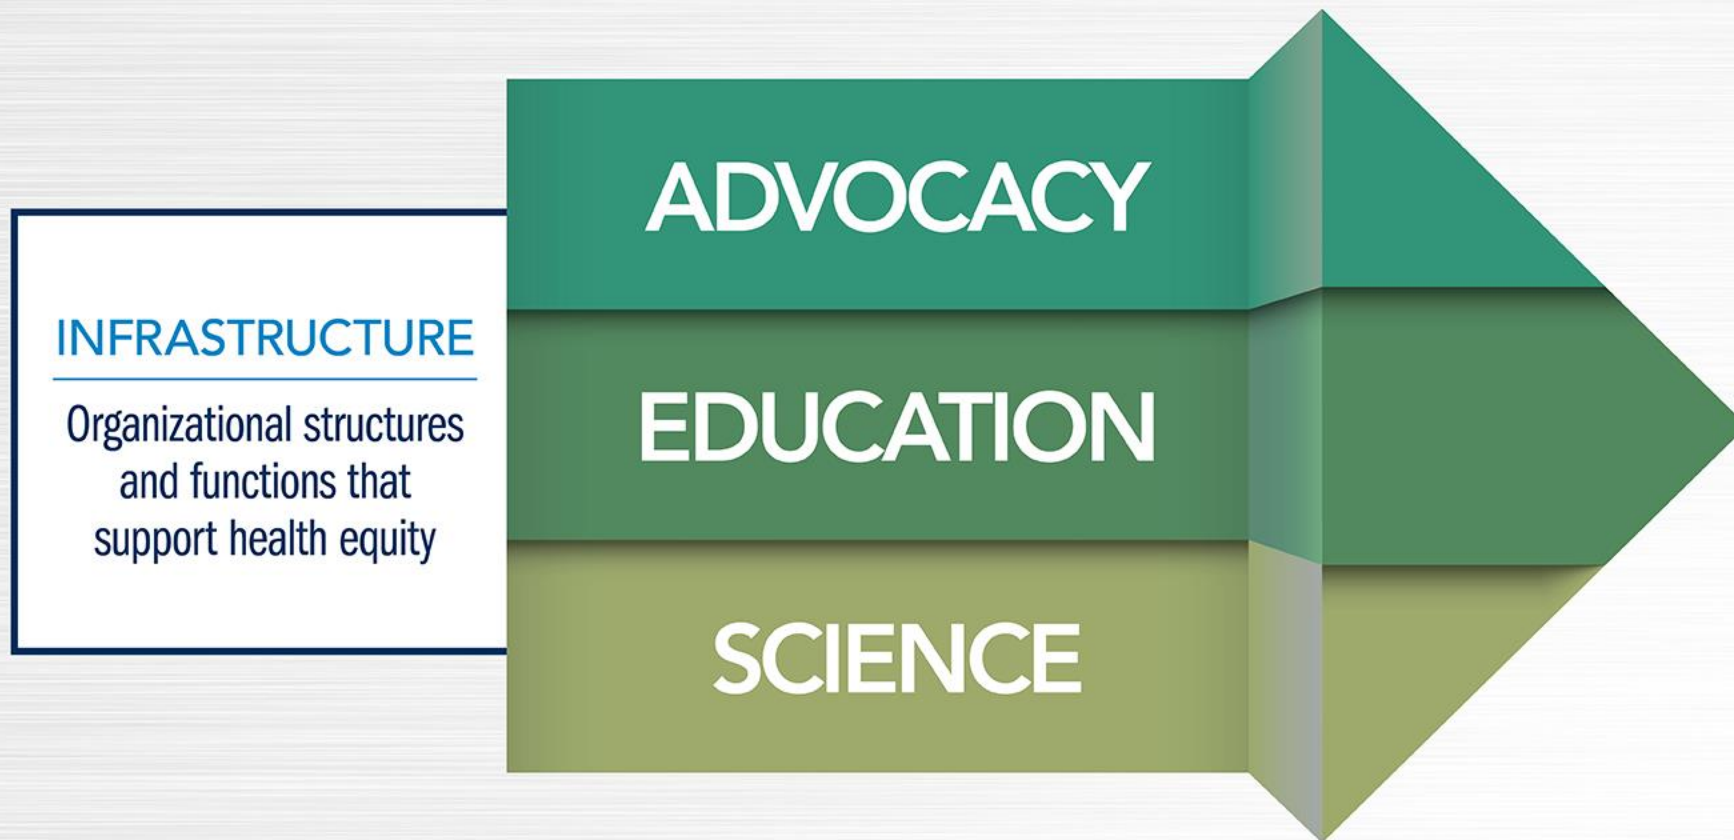 INFRASTRUCTURE
Organizational structures
and functions that
support health equity
ADVOCACY
EDUCATION
SCIENCE